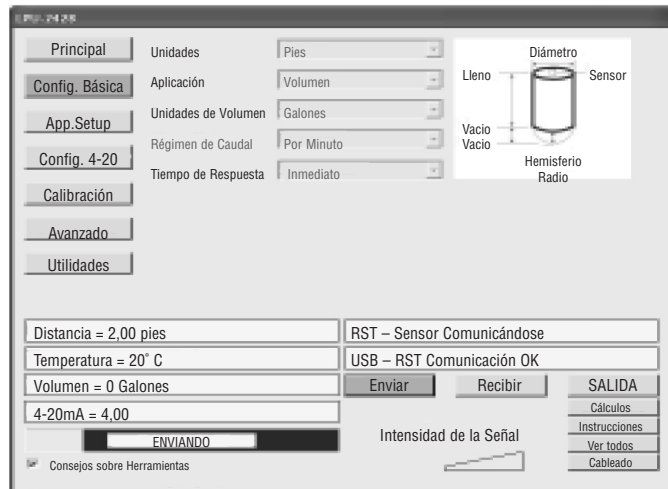 Principal
Config. Básica
App.Setup
Config. 4-20
Calibración
Avanzado
Utilidades
Unidades Pies
Aplicación Volumen
Unidades de Volumen Galones
Régimen de Caudal Por Minuto
Tiempo de Respuesta Inmediato
Diámetro
Lleno Sensor
Vacio
Vacio
Hemisferio
Radio
Distancia = 2,00 pies
Temperatura = 20˚ C
Volumen = 0 Galones
4-20mA = 4,00
ENVIANDO
Consejos sobre Herramientas
RST – Sensor Comunicándose
USB – RST Comunicación OK
Enviar Recibir SALIDA
Intensidad de la Señal
Cálculos
Instrucciones
Ver todos
Cableado